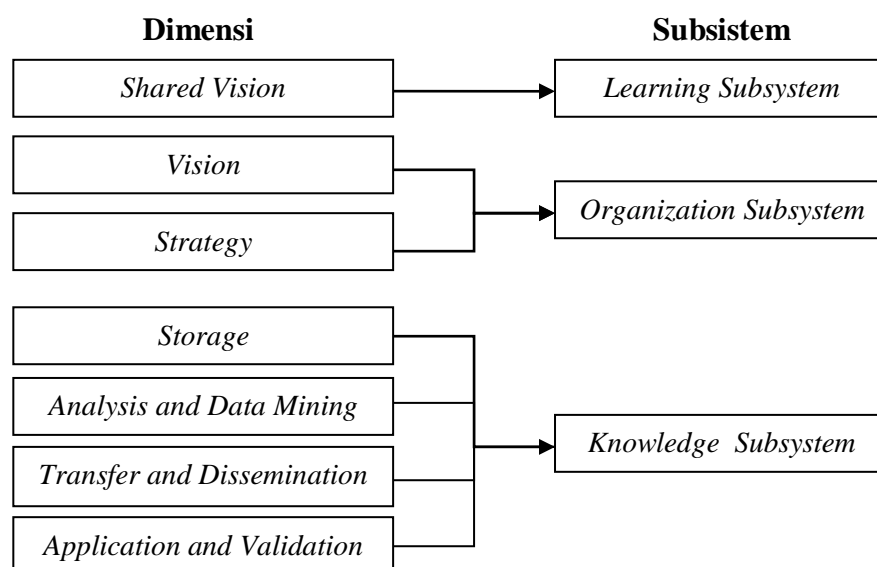 Dimensi
Subsistem
Shared Vision
Learning Subsystem
Vision
Organization Subsystem
Strategy
Storage
Analysis and Data Mining
Knowledge Subsystem
Transfer and Dissemination
Application and Validation